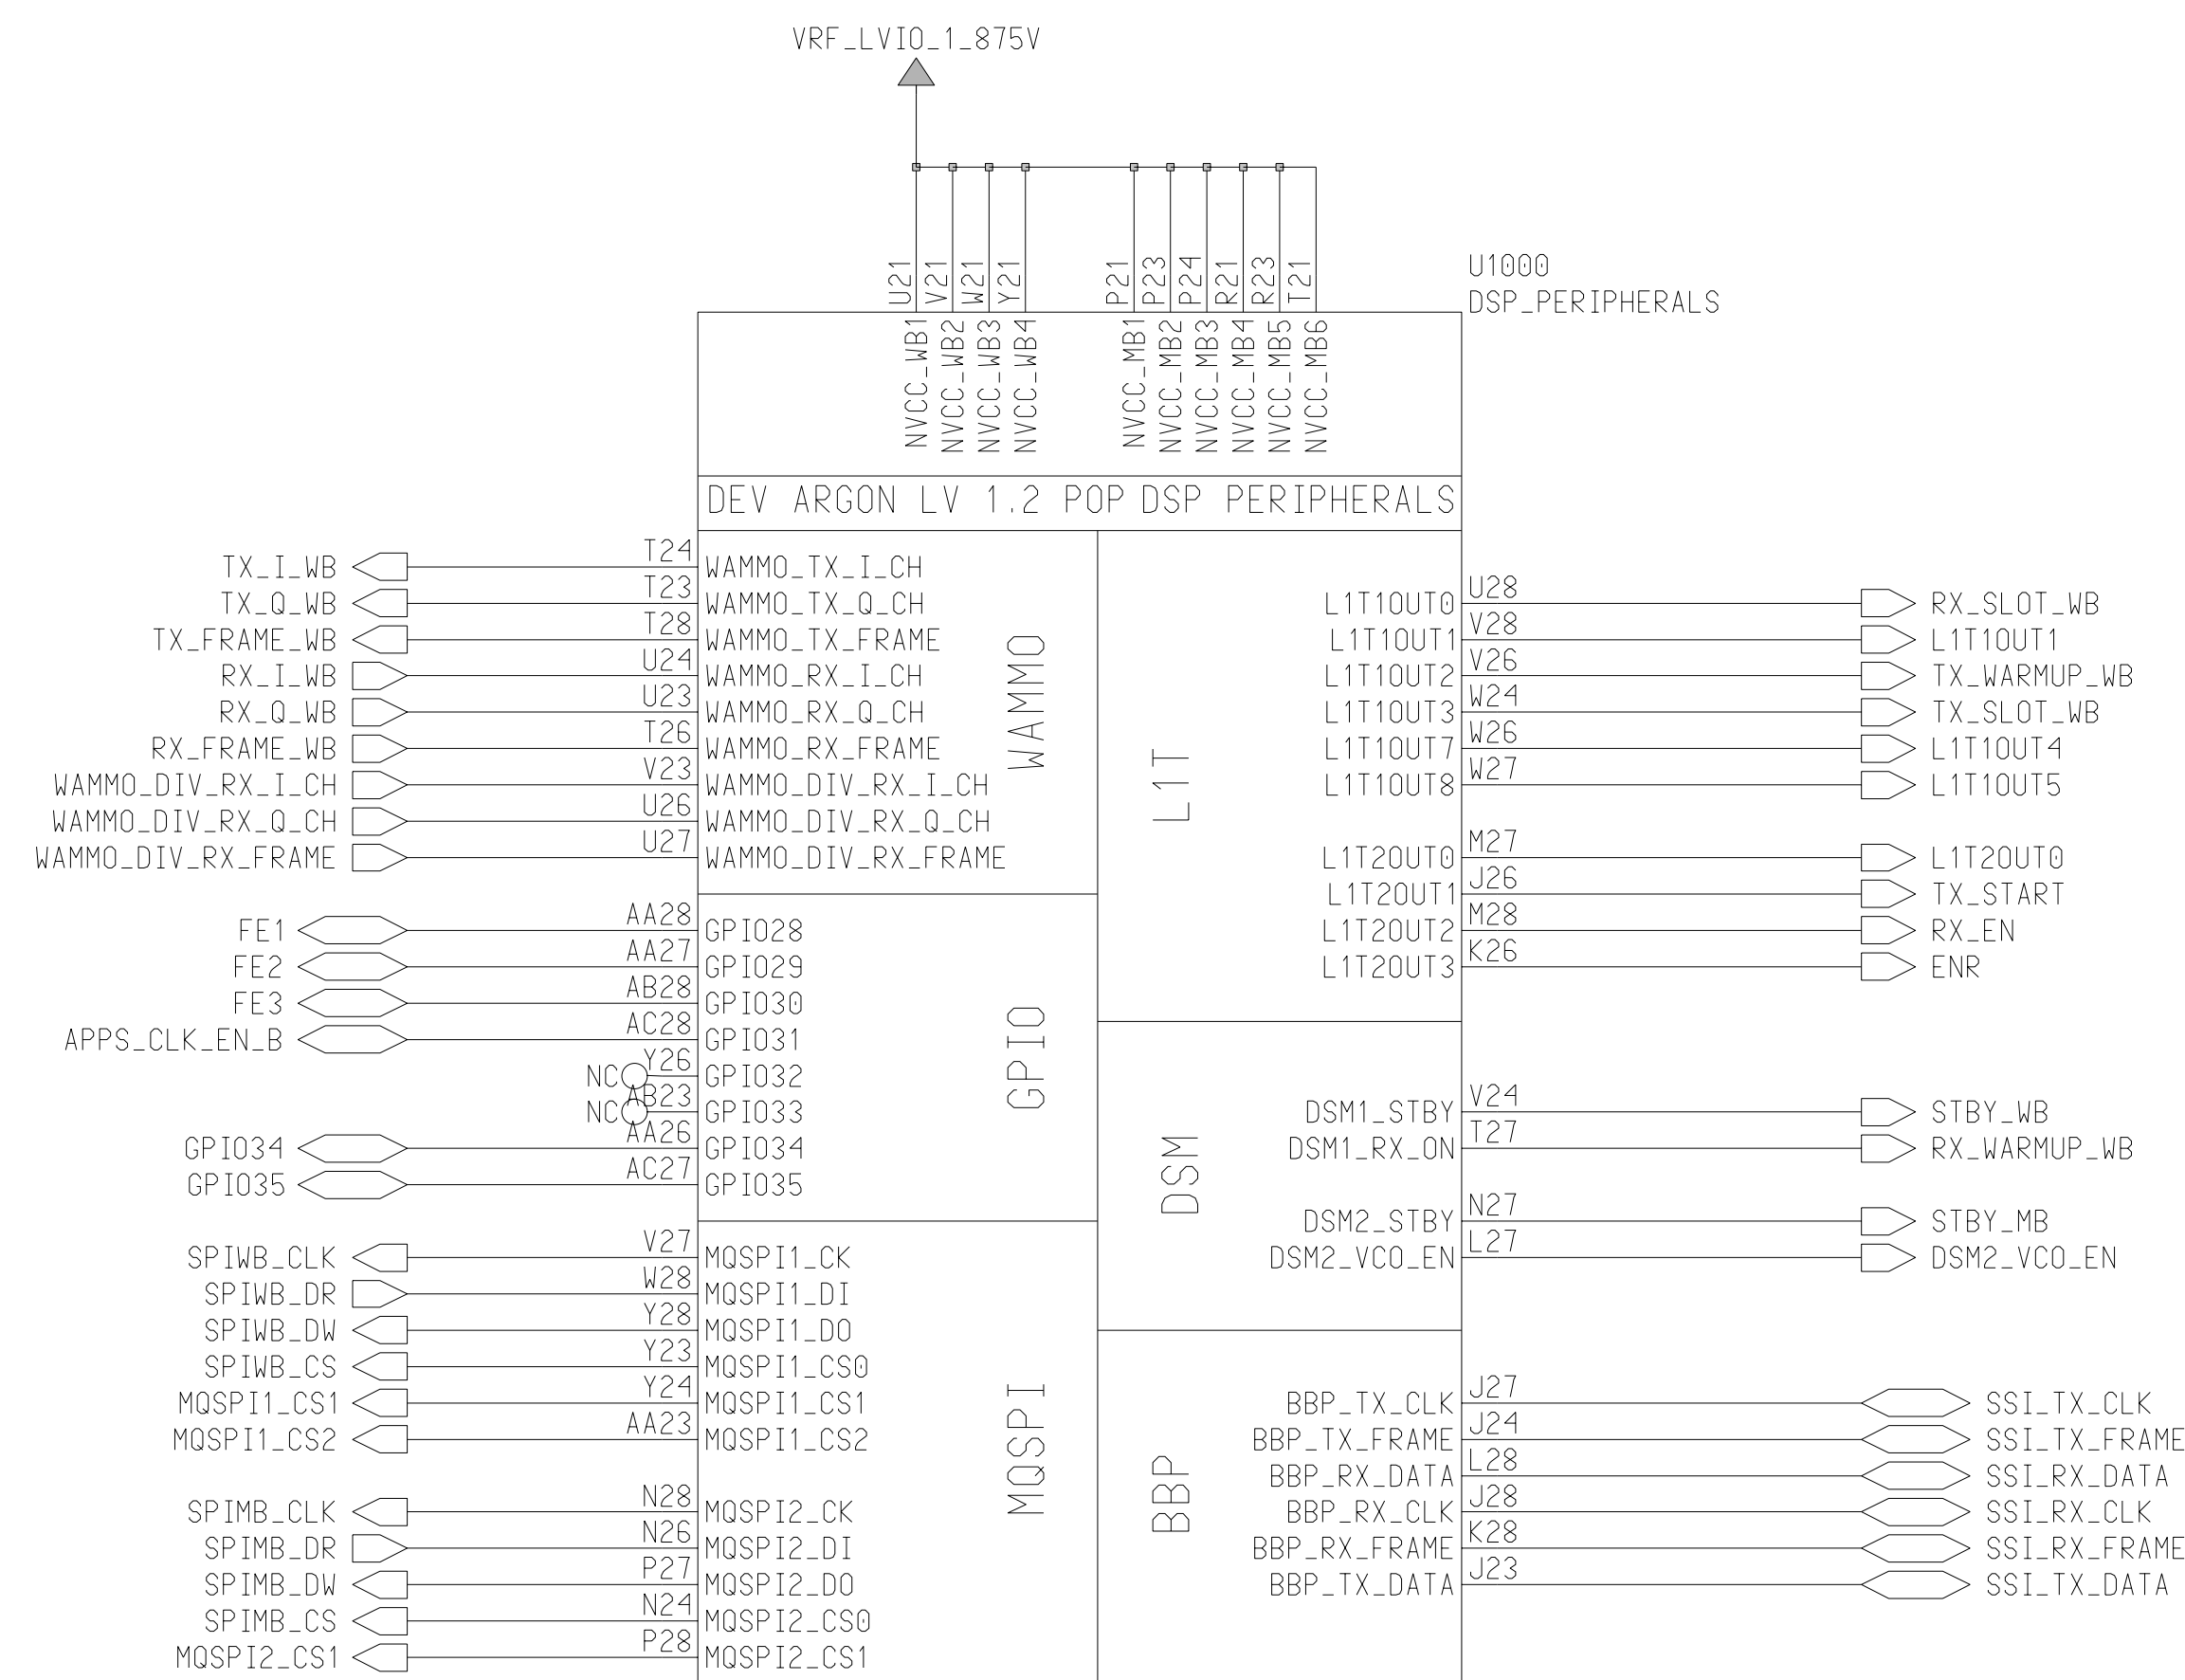 VRF_LVIO_1_875V
U21 V21 W21 Y21 P21 P23 P24 R21 R23 T21
U1000
DSP_PERIPHERALS
NVCC_WB1 NVCC_WB2 NVCC_WB3 NVCC_WB4 NVCC_MB1 NVCC_MB2 NVCC_MB3 NVCC_MB4 NVCC_MB5 NVCC_MB6
DEV ARGON LV 1.2 POP DSP PERIPHERALS
TX_I_WB T24 WAMMO_TX_I_CH
TX_Q_WB T23 WAMMO_TX_Q_CH
TX_FRAME_WB T28 WAMMO_TX_FRAME
RX_I_WB U24 WAMMO_RX_I_CH
RX_Q_WB U23 WAMMO_RX_Q_CH
RX_FRAME_WB T26 WAMMO_RX_FRAME
WAMMO_DIV_RX_I_CH V23 WAMMO_DIV_RX_I_CH
WAMMO_DIV_RX_Q_CH U26 WAMMO_DIV_RX_Q_CH
WAMMO_DIV_RX_FRAME U27 WAMMO_DIV_RX_FRAME
WAMMO
FE1 AA28 GPIO28
FE2 AA27 GPIO29
FE3 AB28 GPIO30
APPS_CLK_EN_B AC28 GPIO31
NC Y26 GPIO32
NC AB23 GPIO33
GPIO34 AA26 GPIO34
GPIO35 AC27 GPIO35
GPIO
SPIWB_CLK V27 MQSPI1_CK
SPIWB_DR W28 MQSPI1_DI
SPIWB_DW Y28 MQSPI1_DO
SPIWB_CS Y23 MQSPI1_CS0
MQSPI1_CS1 Y24 MQSPI1_CS1
MQSPI1_CS2 AA23 MQSPI1_CS2
SPIMB_CLK N28 MQSPI2_CK
SPIMB_DR N26 MQSPI2_DI
SPIMB_DW P27 MQSPI2_DO
SPIMB_CS N24 MQSPI2_CS0
MQSPI2_CS1 P28 MQSPI2_CS1
MQSPI
L1T1OUT0 U28 RX_SLOT_WB
L1T1OUT1 V28 L1T1OUT1
L1T1OUT2 V26 TX_WARMUP_WB
L1T1OUT3 W24 TX_SLOT_WB
L1T1OUT7 W26 L1T1OUT4
L1T1OUT8 W27 L1T1OUT5
L1T2OUT0 M27 L1T2OUT0
L1T2OUT1 J26 TX_START
L1T2OUT2 M28 RX_EN
L1T2OUT3 K26 ENR
L1T
DSM1_STBY V24 STBY_WB
DSM1_RX_ON T27 RX_WARMUP_WB
DSM2_STBY N27 STBY_MB
DSM2_VCO_EN L27 DSM2_VCO_EN
DSM
BBP_TX_CLK J27 SSI_TX_CLK
BBP_TX_FRAME J24 SSI_TX_FRAME
BBP_RX_DATA L28 SSI_RX_DATA
BBP_RX_CLK J28 SSI_RX_CLK
BBP_RX_FRAME K28 SSI_RX_FRAME
BBP_TX_DATA J23 SSI_TX_DATA
BBP